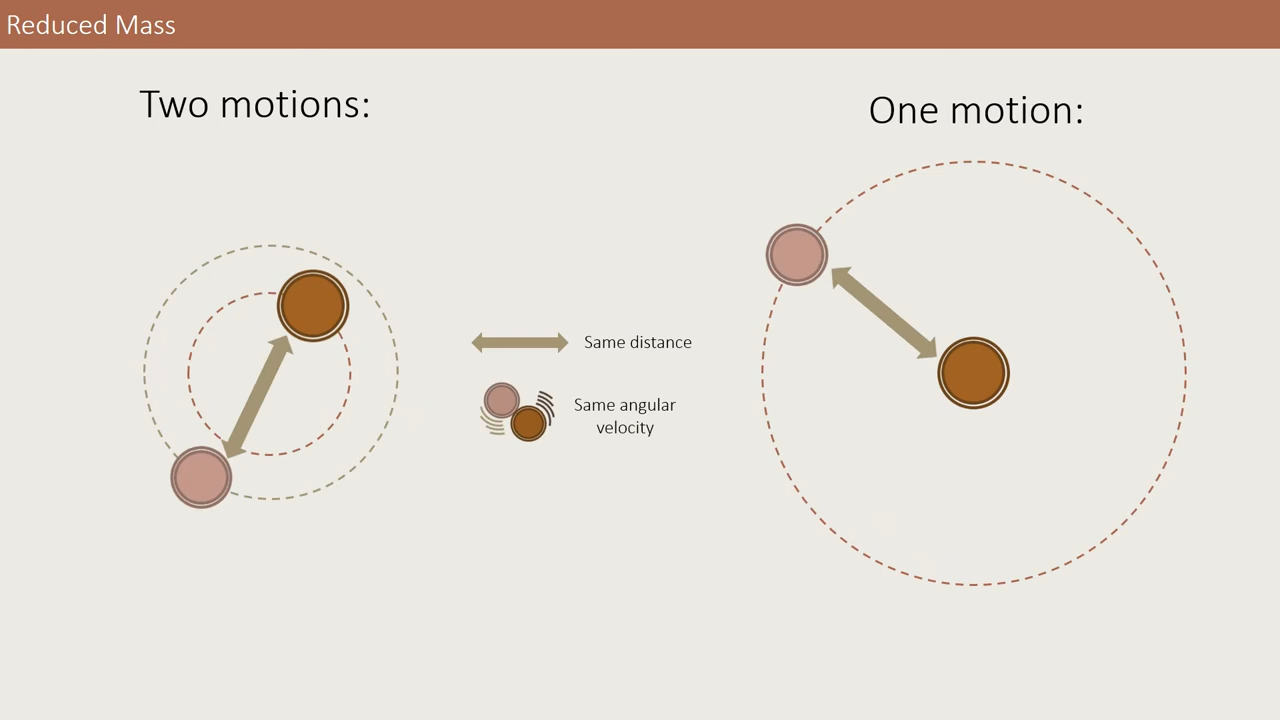 Reduced Mass
Two motions:
One motion:
Same distance
Same angular
velocity